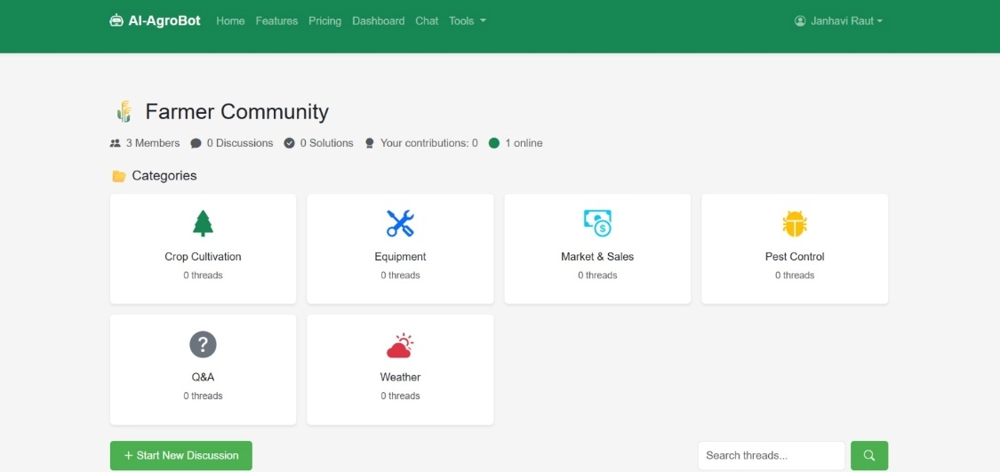 AI-AgroBot Home Features Pricing Dashboard Chat Tools Janhavi Raut
Farmer Community
3 Members 0 Discussions 0 Solutions Your contributions: 0 1 online
Categories
Crop Cultivation Equipment Market & Sales Pest Control
0 threads 0 threads 0 threads 0 threads
Q&A Weather
0 threads 0 threads
+ Start New Discussion Search threads...